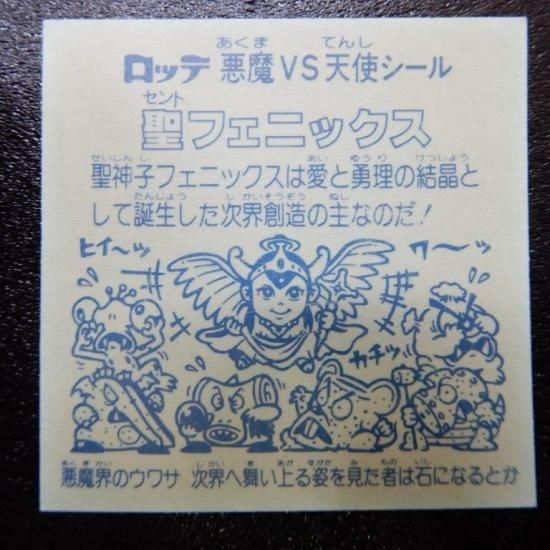 ロッテ 悪魔VS天使シール
聖フェニックス
聖神子フェニックスは愛と勇理の結晶と
して誕生した次界創造の主なのだ!
ヒイ〜ッ
ワ〜ッ
カチッ
悪魔界のウワサ 次界へ舞い上る姿を見た者は石になるとか